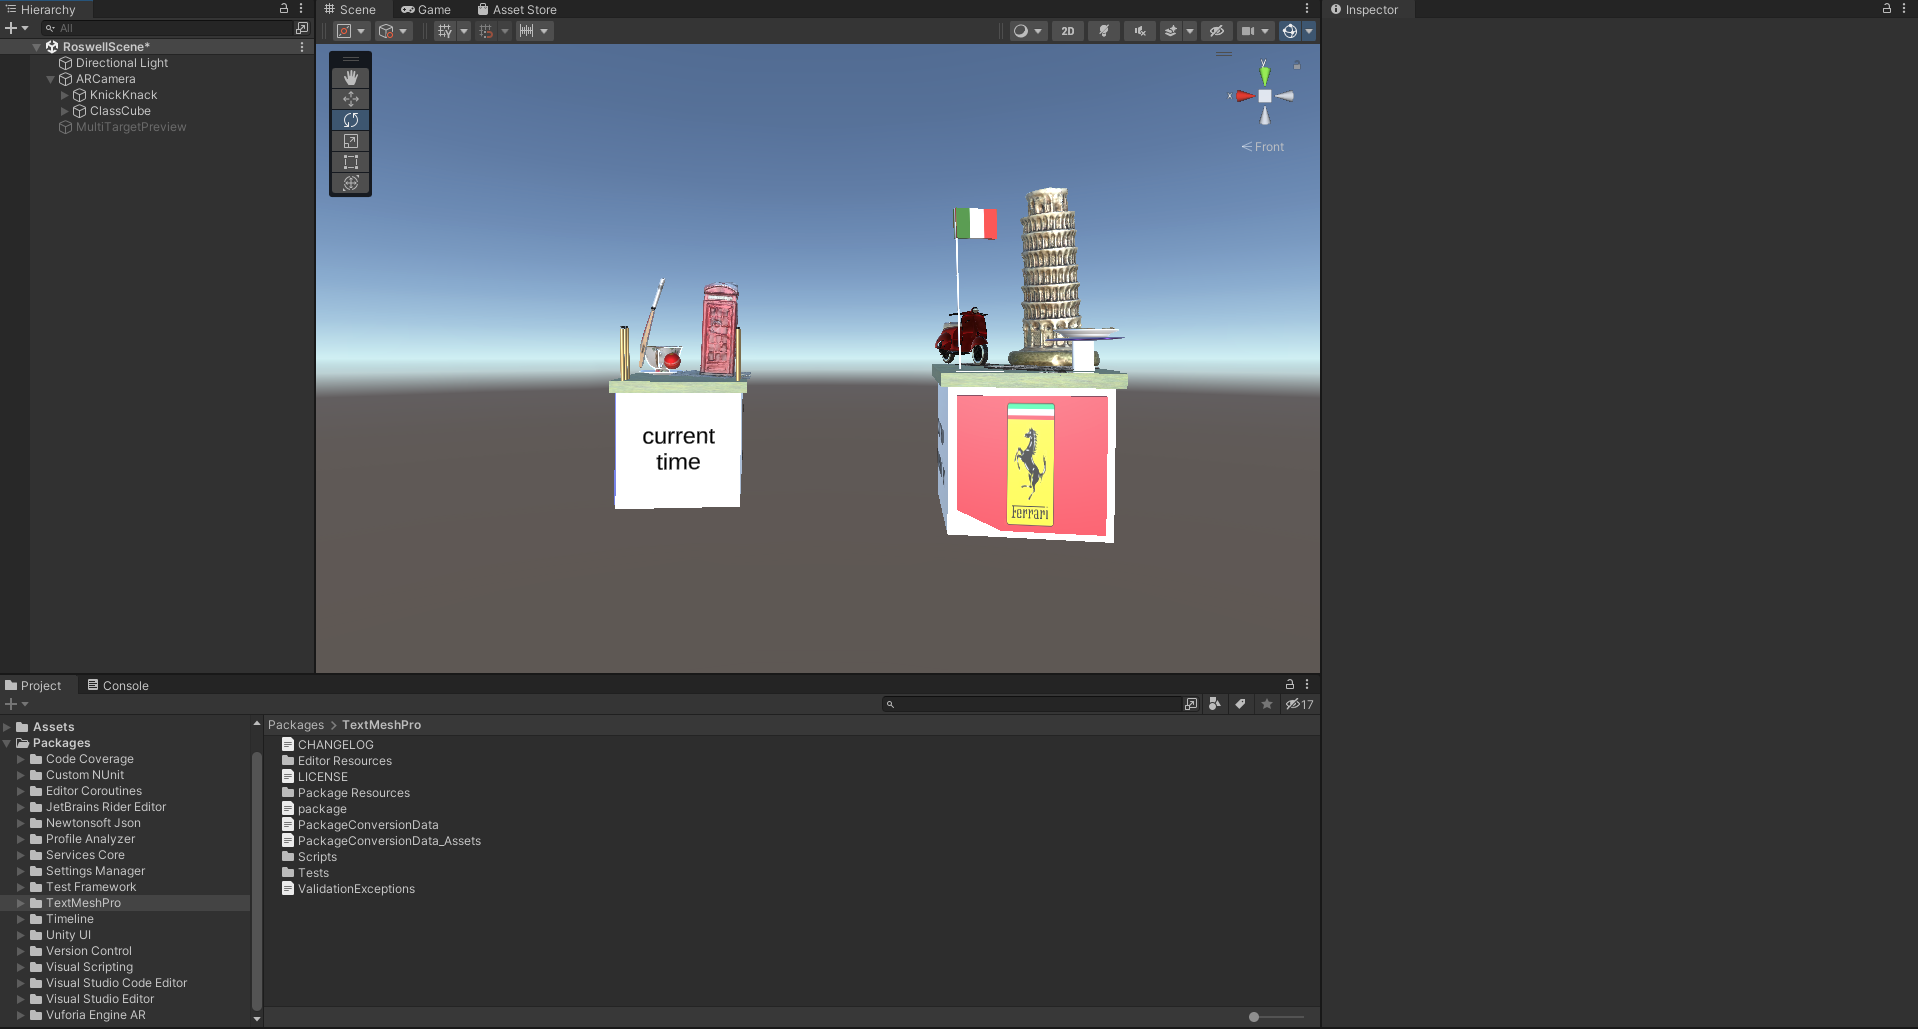 Hierarchy
All
RoswellScene*
Directional Light
ARCamera
KnickKnack
ClassCube
MultiTargetPreview
Scene
Game
Asset Store
2D
y
x
Front
current
time
Ferrari
Inspector
Project
Console
17
Assets
Packages
Code Coverage
Custom NUnit
Editor Coroutines
JetBrains Rider Editor
Newtonsoft Json
Profile Analyzer
Services Core
Settings Manager
Test Framework
TextMeshPro
Timeline
Unity UI
Version Control
Visual Scripting
Visual Studio Code Editor
Visual Studio Editor
Vuforia Engine AR
Packages > TextMeshPro
CHANGELOG
Editor Resources
LICENSE
Package Resources
package
PackageConversionData
PackageConversionData_Assets
Scripts
Tests
ValidationExceptions